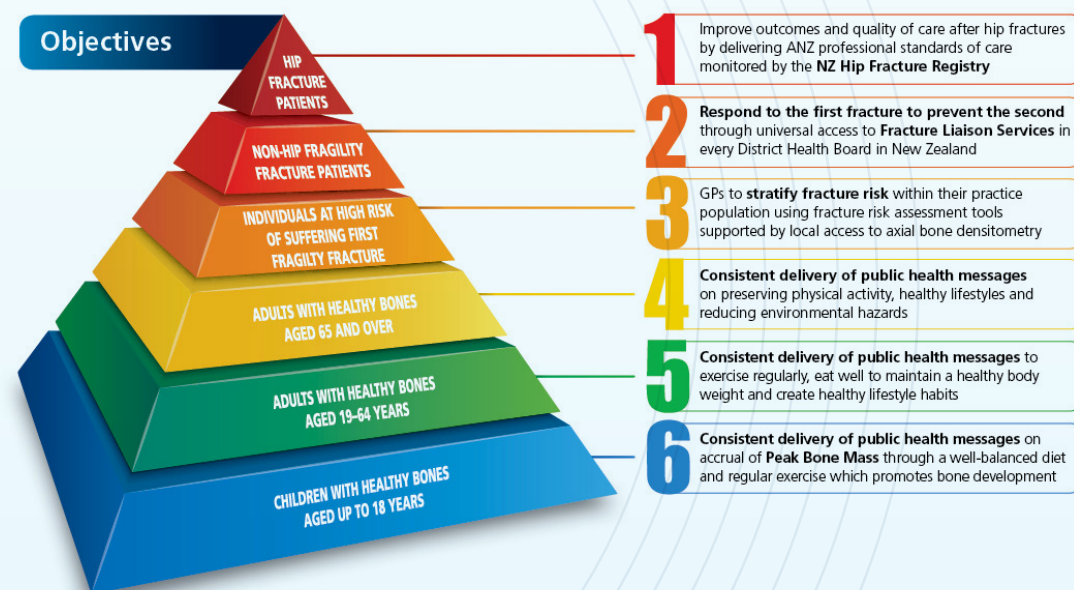 Objectives
HIP
FRACTURE
PATIENTS
1
Improve outcomes and quality of care after hip fractures
by delivering ANZ professional standards of care
monitored by the NZ Hip Fracture Registry
NON-HIP FRAGILITY
FRACTURE PATIENTS
2
Respond to the first fracture to prevent the second
through universal access to Fracture Liaison Services in
every District Health Board in New Zealand
INDIVIDUALS AT HIGH RISK
OF SUFFERING FIRST
FRAGILTY FRACTURE
3
GPs to stratify fracture risk within their practice
population using fracture risk assessment tools
supported by local access to axial bone densitometry
ADULTS WITH HEALTHY BONES
AGED 65 AND OVER
4
Consistent delivery of public health messages
on preserving physical activity, healthy lifestyles and
reducing environmental hazards
ADULTS WITH HEALTHY BONES
AGED 19–64 YEARS
5
Consistent delivery of public health messages to
exercise regularly, eat well to maintain a healthy body
weight and create healthy lifestyle habits
CHILDREN WITH HEALTHY BONES
AGED UP TO 18 YEARS
6
Consistent delivery of public health messages on
accrual of Peak Bone Mass through a well-balanced diet
and regular exercise which promotes bone development